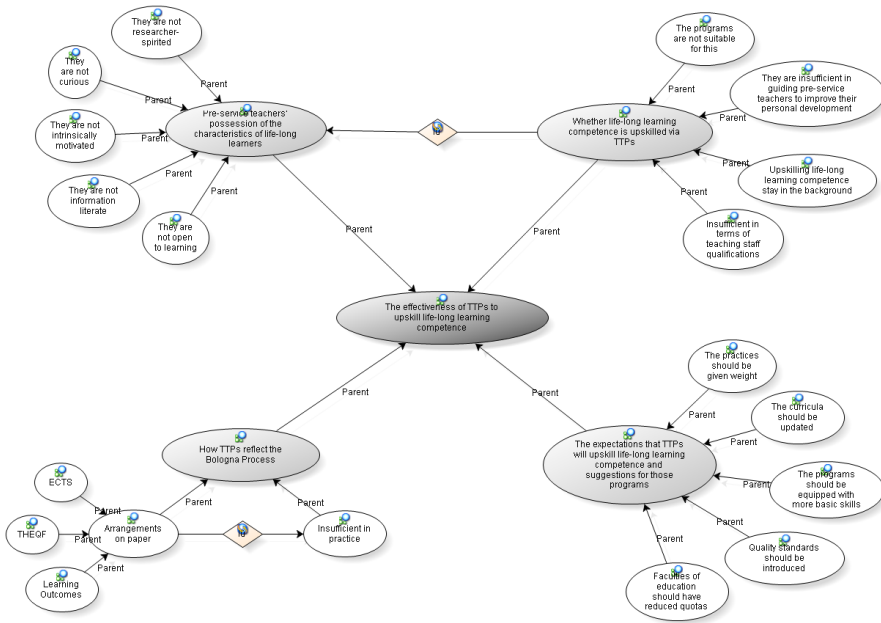 They are not
researcher-
spirited
They
are not
curious
They are not
intrinsically
motivated
They are not
information
literate
They are
not open
to learning
Parent
Parent
Parent
Parent
Parent
Pre-service teachers'
possession of the
characteristics of life-long
learners
The programs
are not suitable
for this
They are insufficient in
guiding pre-service
teachers to improve their
personal development
Upskilling life-long
learning competence
stay in the background
Insufficient in
terms of
teaching staff
qualifications
Parent
Parent
Parent
Parent
Whether life-long learning
competence is upskilled via
TTPs
Parent
Parent
The effectiveness of TTPs to
upskill life-long learning
competence
Parent
Parent
How TTPs reflect the
Bologna Process
ECTS
THEQF
Learning
Outcomes
Parent
Parent
Parent
Arrangements
on paper
Parent
Parent
Insufficient in
practice
The expectations that TTPs
will upskill life-long learning
competence and
suggestions for those
programs
The practices
should be
given weight
The curricula
should be
updated
The programs
should be
equipped with
more basic skills
Quality standards
should be
introduced
Faculties of
education
should have
reduced quotas
Parent
Parent
Parent
Parent
Parent